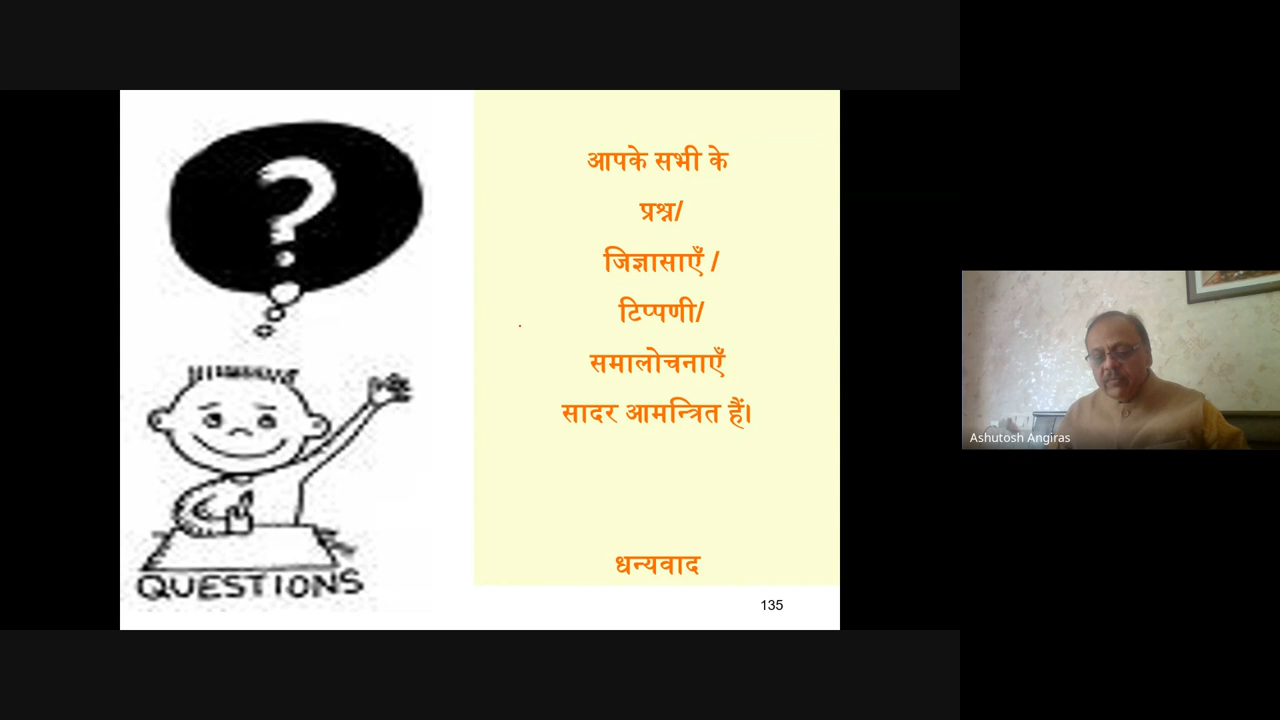 आपके सभी के
प्रश्न/
जिज्ञासाएँ /
टिप्पणी/
समालोचनाएँ
सादर आमन्त्रित हैं।
धन्यवाद
QUESTIONS
?
135
Ashutosh Angiras